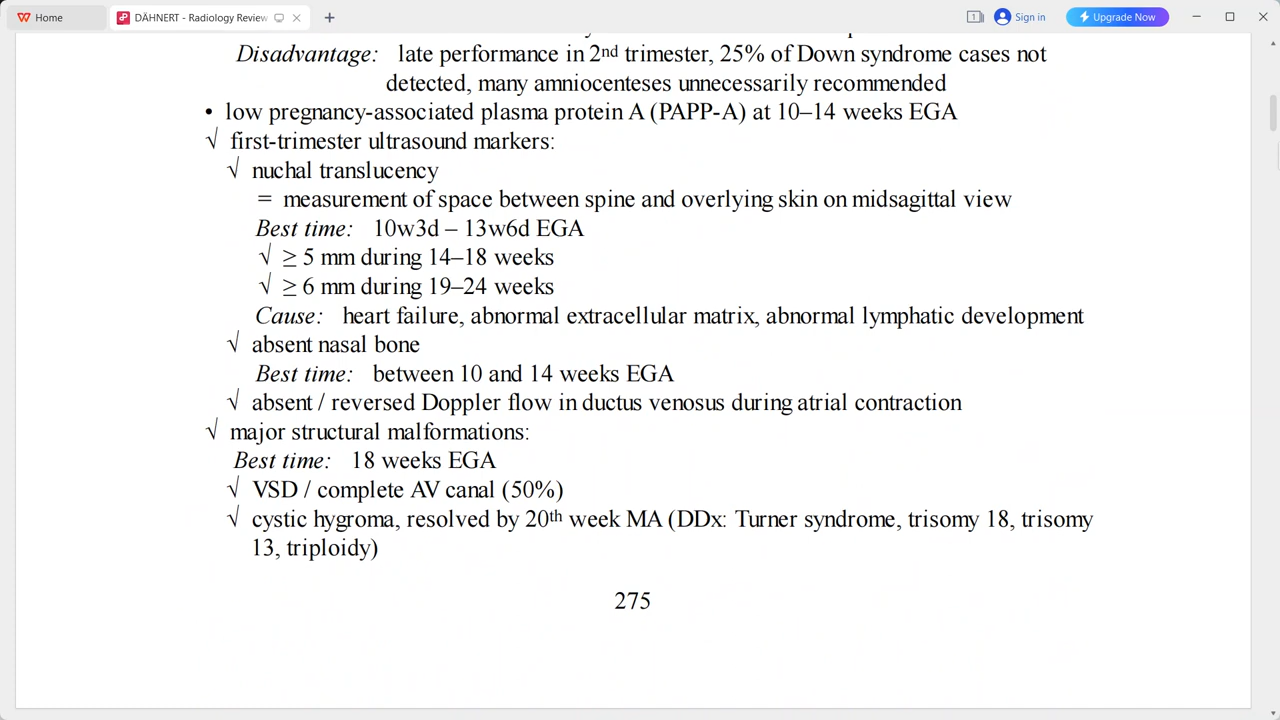 Home
DÄHNERT - Radiology Review
Sign in
Upgrade Now
Disadvantage: late performance in 2nd trimester, 25% of Down syndrome cases not
detected, many amniocenteses unnecessarily recommended
• low pregnancy-associated plasma protein A (PAPP-A) at 10–14 weeks EGA
√ first-trimester ultrasound markers:
√ nuchal translucency
= measurement of space between spine and overlying skin on midsagittal view
Best time: 10w3d – 13w6d EGA
√ ≥ 5 mm during 14–18 weeks
√ ≥ 6 mm during 19–24 weeks
Cause: heart failure, abnormal extracellular matrix, abnormal lymphatic development
√ absent nasal bone
Best time: between 10 and 14 weeks EGA
√ absent / reversed Doppler flow in ductus venosus during atrial contraction
√ major structural malformations:
Best time: 18 weeks EGA
√ VSD / complete AV canal (50%)
√ cystic hygroma, resolved by 20th week MA (DDx: Turner syndrome, trisomy 18, trisomy
13, triploidy)
275